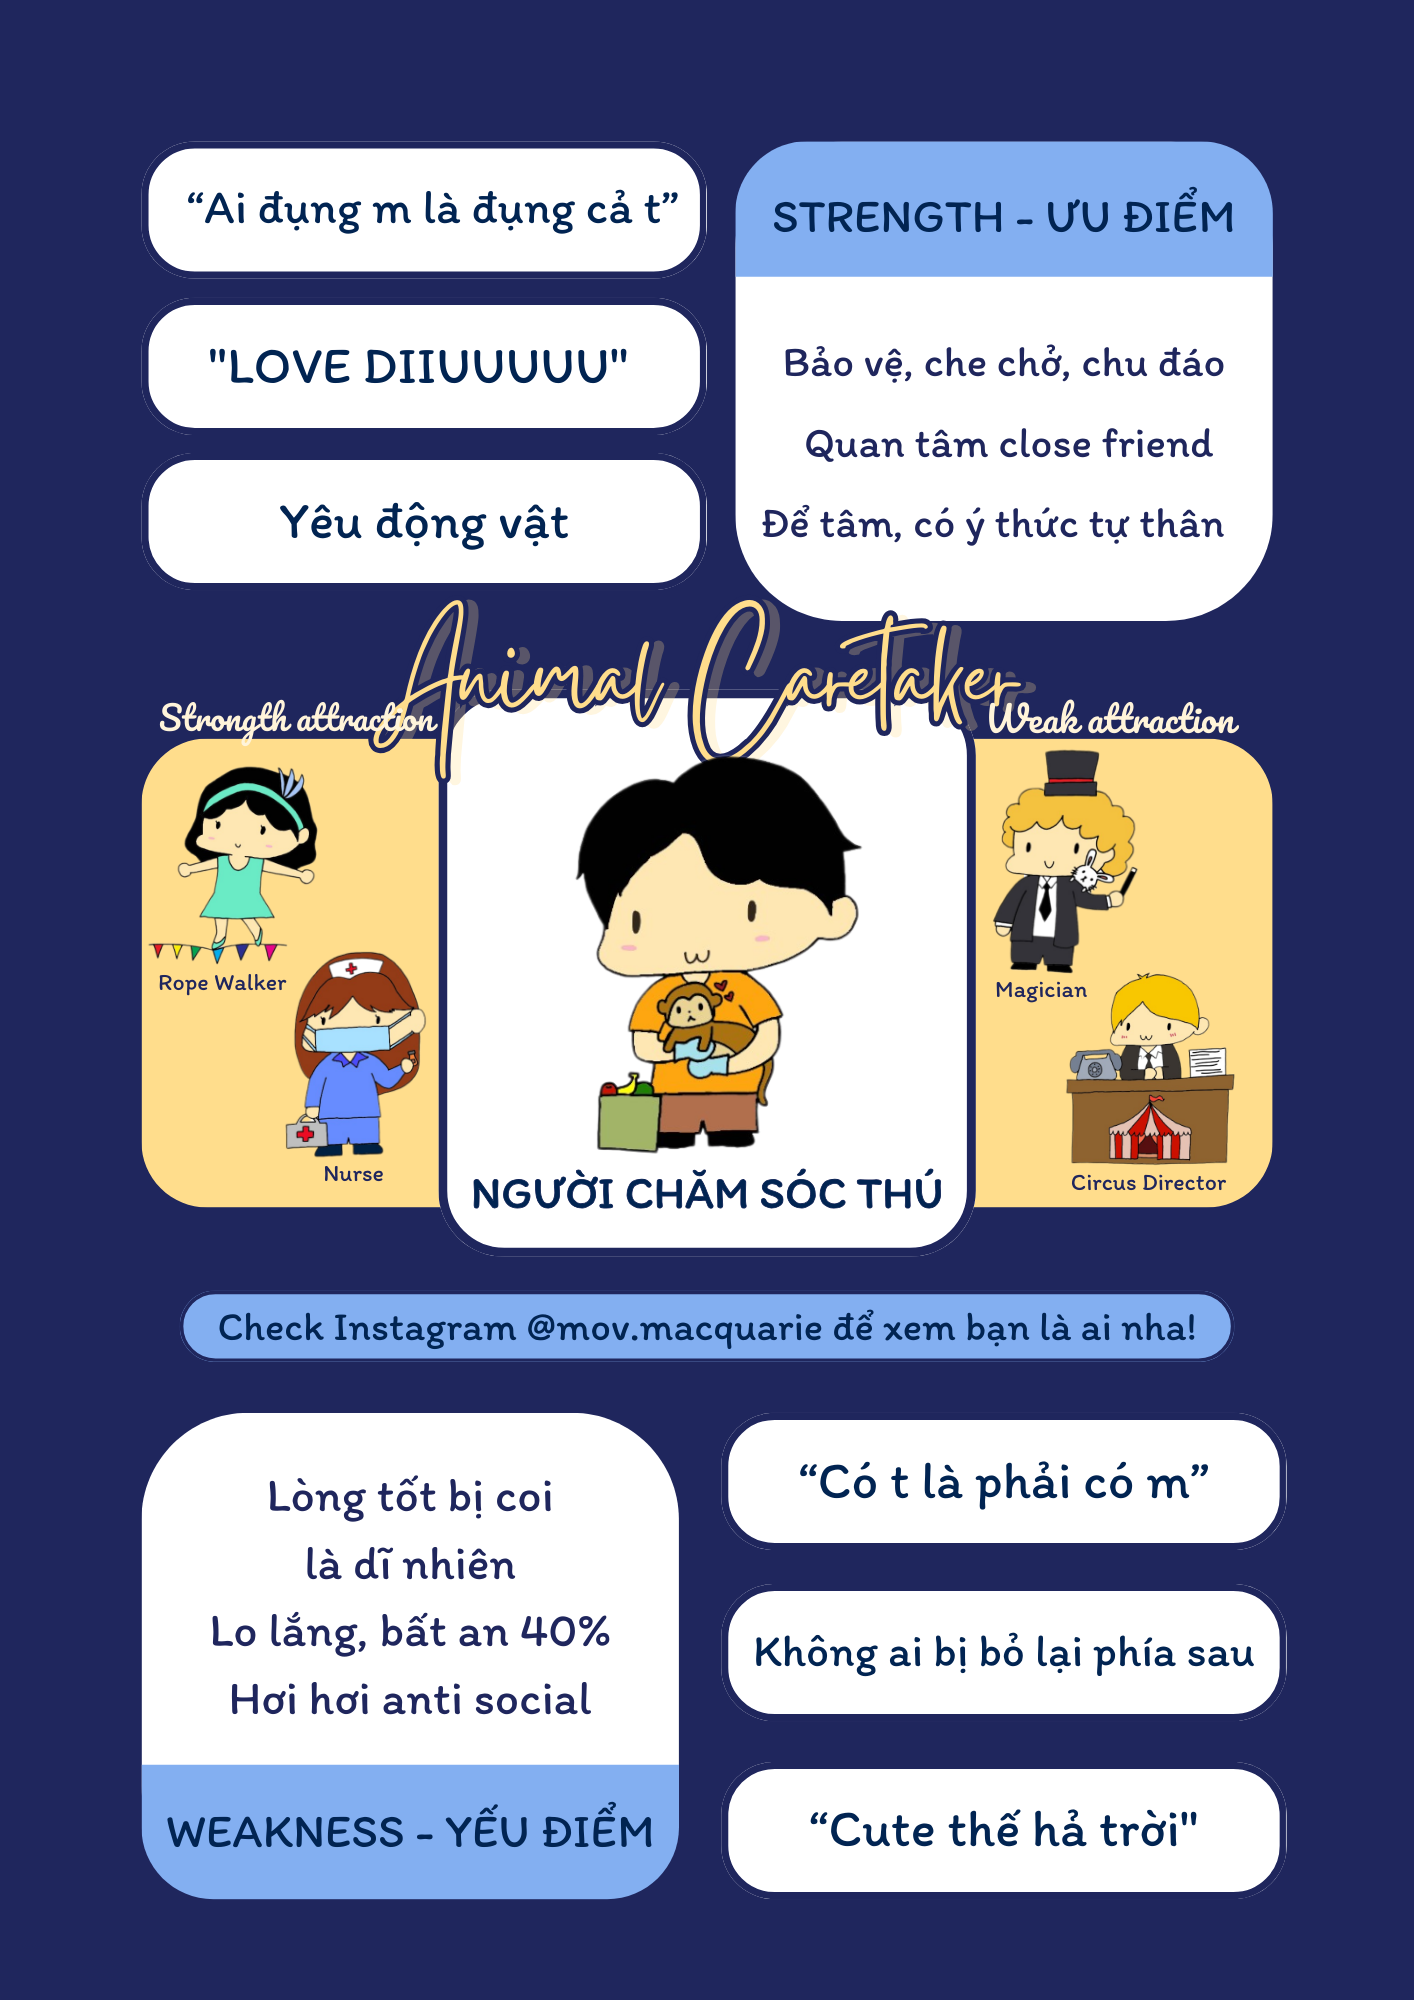 “Ai đụng m là đụng cả t”
"LOVE DIIUUUUU"
Yêu động vật
STRENGTH - ƯU ĐIỂM
Bảo vệ, che chở, chu đáo
Quan tâm close friend
Để tâm, có ý thức tự thân
Animal Caretaker
Strongth attraction
Weak attraction
Rope Walker
Nurse
Magician
Circus Director
NGƯỜI CHĂM SÓC THÚ
Check Instagram @mov.macquarie để xem bạn là ai nha!
Lòng tốt bị coi
là dĩ nhiên
Lo lắng, bất an 40%
Hơi hơi anti social
WEAKNESS - YẾU ĐIỂM
“Có t là phải có m”
Không ai bị bỏ lại phía sau
“Cute thế hả trời"